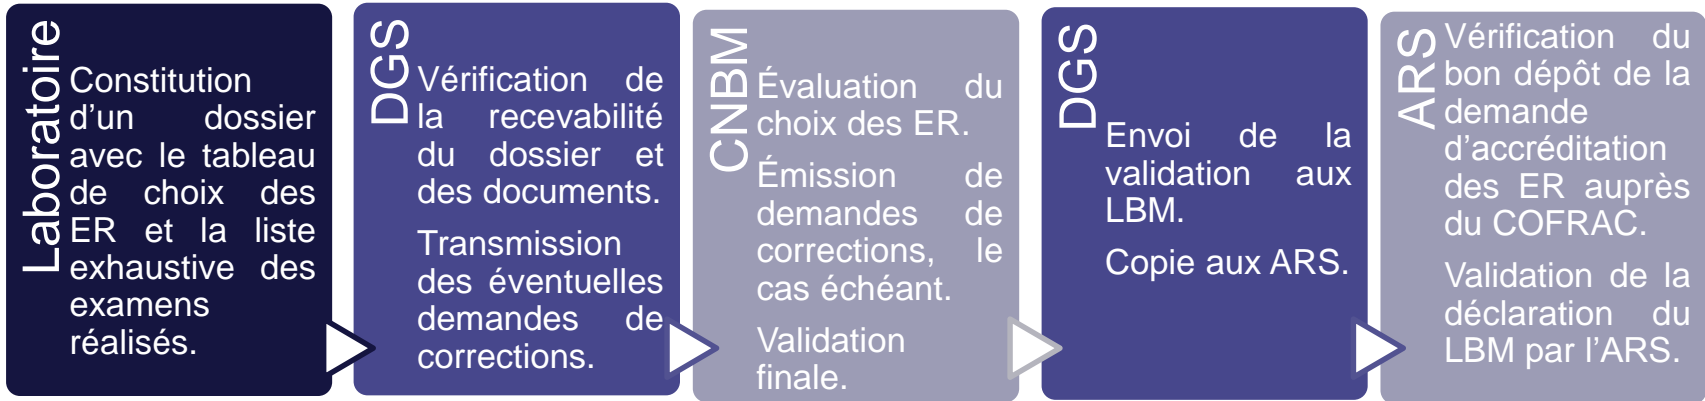 Laboratoire
Constitution
d'un dossier
avec le tableau
de choix des
ER et la liste
exhaustive des
examens
réalisés.
DGS
Vérification de
la recevabilité
du dossier et
des documents.
Transmission
des éventuelles
demandes de
corrections.
CNBM
Évaluation du
choix des ER.
Émission de
demandes de
corrections, le
cas échéant.
Validation
finale.
DGS
Envoi de la
validation aux
LBM.
Copie aux ARS.
ARS
Vérification du
bon dépôt de la
demande
d'accréditation
des ER auprès
du COFRAC.
Validation de la
déclaration du
LBM par l'ARS.